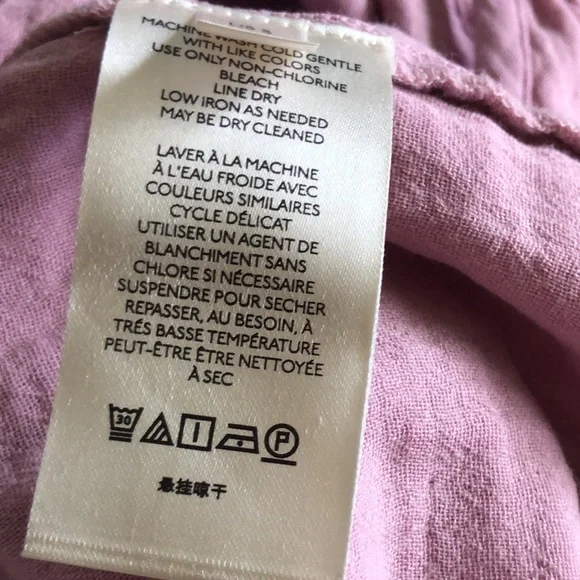 MACHINE WASH COLD GENTLE
WITH LIKE COLORS
USE ONLY NON-CHLORINE
BLEACH
LINE DRY
LOW IRON AS NEEDED
MAY BE DRY CLEANED
LAVER À LA MACHINE
À L'EAU FROIDE AVEC
COULEURS SIMILAIRES
CYCLE DÉLICAT
UTILISER UN AGENT DE
BLANCHIMENT SANS
CHLORE SI NÉCESSAIRE
SUSPENDRE POUR SECHER
REPASSER, AU BESOIN, À
TRÉS BASSE TEMPÉRATURE
PEUT-ÊTRE ÊTRE NETTOYÉE
À SEC
30 P
悬挂晾干